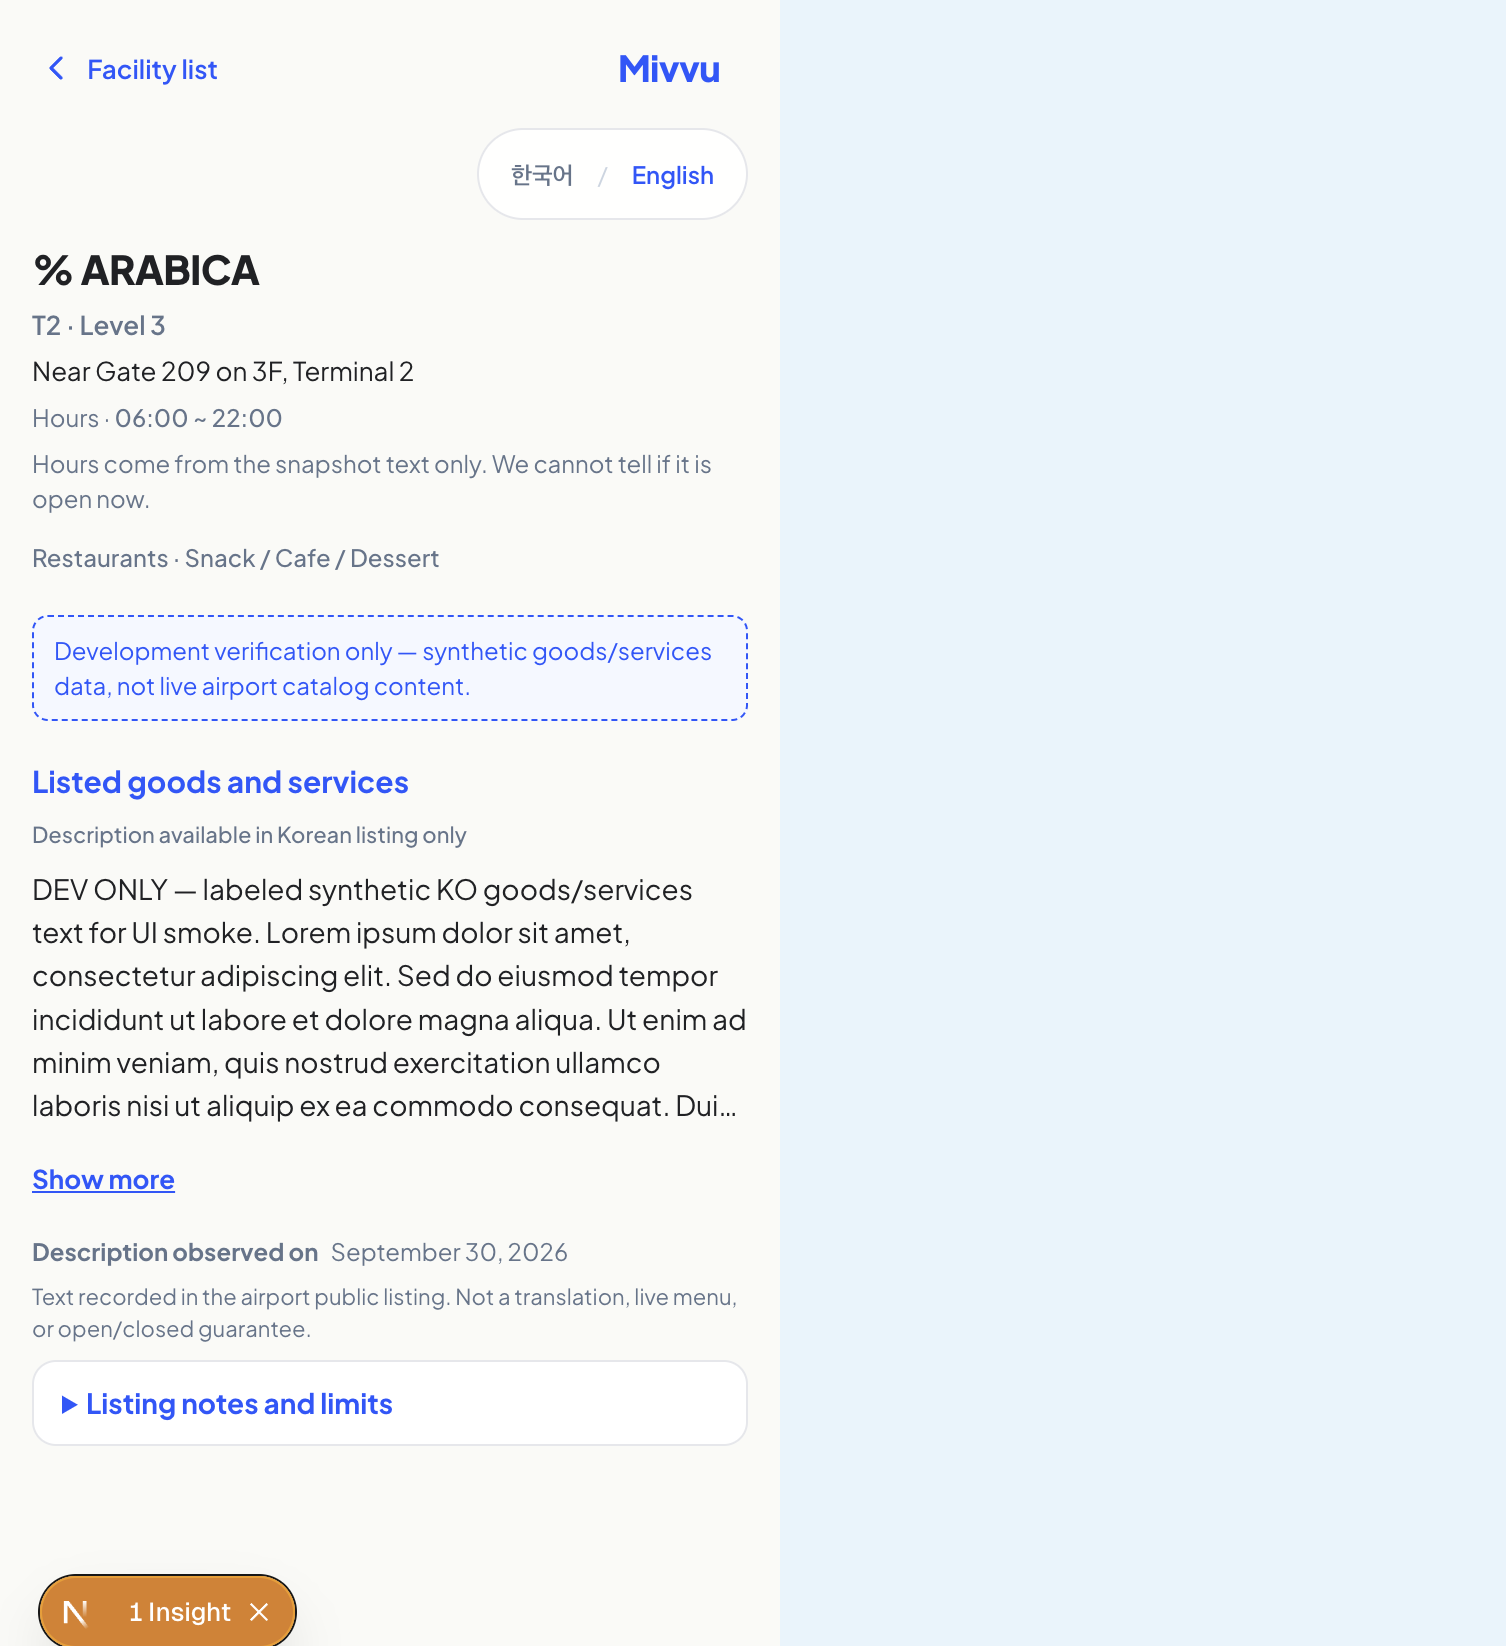 Facility list
Mivvu
한국어 / English
% ARABICA
T2 · Level 3
Near Gate 209 on 3F, Terminal 2
Hours · 06:00 ~ 22:00
Hours come from the snapshot text only. We cannot tell if it is
open now.
Restaurants · Snack / Cafe / Dessert
Development verification only — synthetic goods/services
data, not live airport catalog content.
Listed goods and services
Description available in Korean listing only
DEV ONLY — labeled synthetic KO goods/services
text for UI smoke. Lorem ipsum dolor sit amet,
consectetur adipiscing elit. Sed do eiusmod tempor
incididunt ut labore et dolore magna aliqua. Ut enim ad
minim veniam, quis nostrud exercitation ullamco
laboris nisi ut aliquip ex ea commodo consequat. Dui…
Show more
Description observed on September 30, 2026
Text recorded in the airport public listing. Not a translation, live menu,
or open/closed guarantee.
Listing notes and limits
N 1 Insight